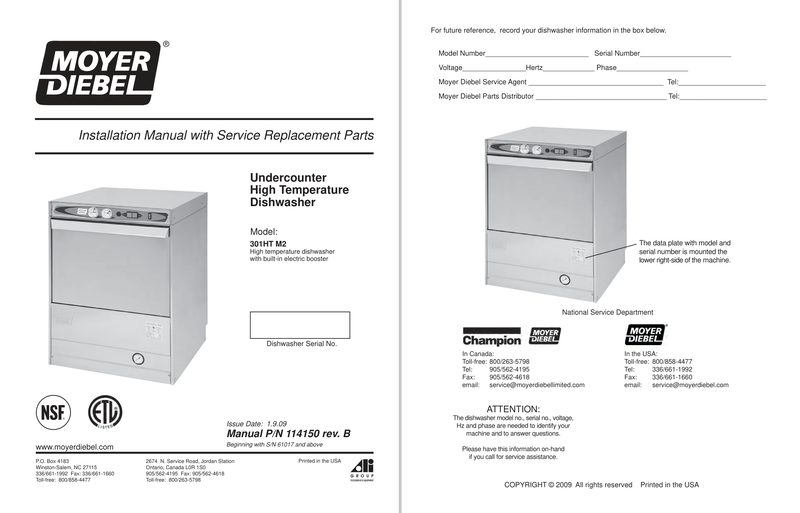 MOYER
DIEBEL
®
Installation Manual with Service Replacement Parts
Undercounter
High Temperature
Dishwasher
Model:
301HT M2
High temperature dishwasher
with built-in electric booster
Dishwasher Serial No.
NSF
ETL
LISTED
Issue Date: 1.9.09
Manual P/N 114150 rev. B
Beginning with S/N 61017 and above
www.moyerdiebel.com
P.O. Box 4183
Winston-Salem, NC 27115
336/661-1992 Fax: 336/661-1660
Toll-free: 800/858-4477
2674 N. Service Road, Jordan Station
Ontario, Canada L0R 1S0
905/562-4195 Fax: 905/562-4618
Toll-free: 800/263-5798
Printed in the USA
Ali
GROUP
For future reference, record your dishwasher information in the box below.
Model Number Serial Number
Voltage Hertz Phase
Moyer Diebel Service Agent Tel:
Moyer Diebel Parts Distributor Tel:
The data plate with model and
serial number is mounted the
lower right-side of the machine.
National Service Department
Champion
MOYER
DIEBEL
In Canada:
Toll-free: 800/263-5798
Tel: 905/562-4195
Fax: 905/562-4618
email: service@moyerdiebellimited.com
MOYER
DIEBEL
In the USA:
Toll-free: 800/858-4477
Tel: 336/661-1992
Fax: 336/661-1660
email: service@moyerdiebel.com
ATTENTION:
The dishwasher model no., serial no., voltage,
Hz and phase are needed to identify your
machine and to answer questions.
Please have this information on-hand
if you call for service assistance.
COPYRIGHT © 2009 All rights reserved Printed in the USA